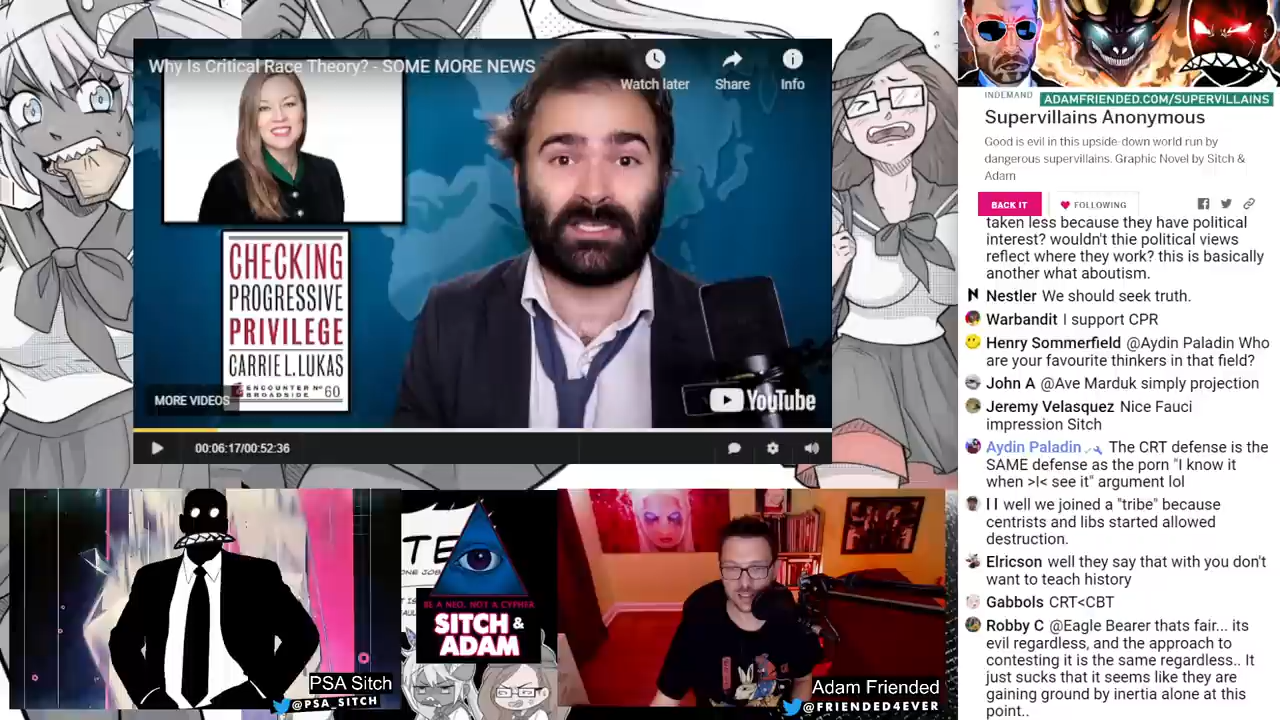 Why Is Critical Race Theory? - SOME MORE NEWS
Watch later
Share
Info
CHECKING
PROGRESSIVE
PRIVILEGE
CARRIE L. LUKAS
ENCOUNTER Nº 60
BROADSIDE
MORE VIDEOS
YouTube
00:06:17/00:52:36
PSA Sitch
@PSA_SITCH
BE A NEO, NOT A CYPHER
SITCH &
ADAM
Adam Friended
@FRIENDED4EVER
INDEMAND
ADAMFRIENDED.COM/SUPERVILLAINS
Supervillains Anonymous
Good is evil in this upside-down world run by
dangerous supervillains. Graphic Novel by Sitch &
Adam
BACK IT
FOLLOWING
taken less because they have political
interest? wouldn't thie political views
reflect where they work? this is basically
another what aboutism.
Nestler We should seek truth.
Warbandit I support CPR
Henry Sommerfield @Aydin Paladin Who
are your favourite thinkers in that field?
John A @Ave Marduk simply projection
Jeremy Velasquez Nice Fauci
impression Sitch
Aydin Paladin The CRT defense is the
SAME defense as the porn "I know it
when >I< see it" argument lol
I I well we joined a "tribe" because
centrists and libs started allowed
destruction.
Elricson well they say that with you don't
want to teach history
Gabbols CRT<CBT
Robby C @Eagle Bearer thats fair... its
evil regardless, and the approach to
contesting it is the same regardless.. It
just sucks that it seems like they are
gaining ground by inertia alone at this
point..